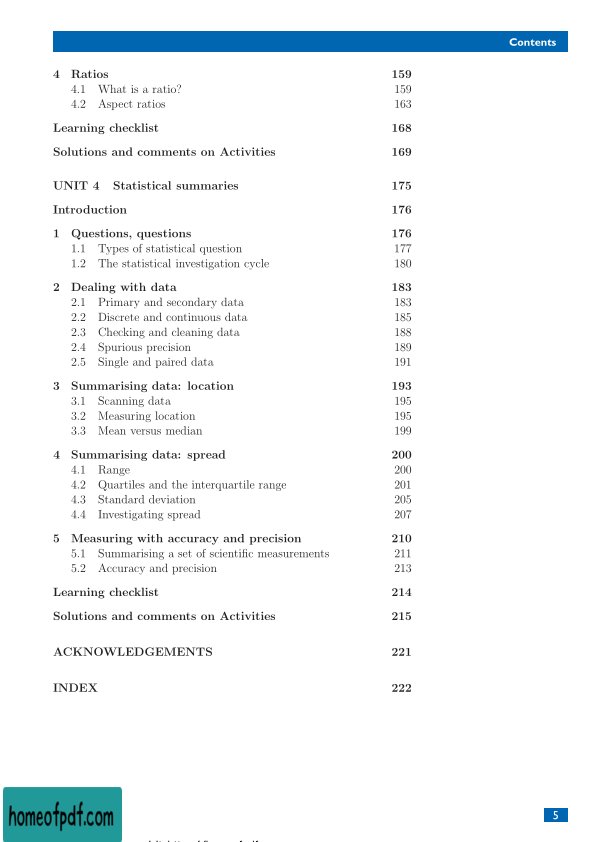 Contents
4 Ratios 159
4.1 What is a ratio? 159
4.2 Aspect ratios 163
Learning checklist 168
Solutions and comments on Activities 169
UNIT 4 Statistical summaries 175
Introduction 176
1 Questions, questions 176
1.1 Types of statistical question 177
1.2 The statistical investigation cycle 180
2 Dealing with data 183
2.1 Primary and secondary data 183
2.2 Discrete and continuous data 185
2.3 Checking and cleaning data 188
2.4 Spurious precision 189
2.5 Single and paired data 191
3 Summarising data: location 193
3.1 Scanning data 195
3.2 Measuring location 195
3.3 Mean versus median 199
4 Summarising data: spread 200
4.1 Range 200
4.2 Quartiles and the interquartile range 201
4.3 Standard deviation 205
4.4 Investigating spread 207
5 Measuring with accuracy and precision 210
5.1 Summarising a set of scientific measurements 211
5.2 Accuracy and precision 213
Learning checklist 214
Solutions and comments on Activities 215
ACKNOWLEDGEMENTS 221
INDEX 222
homeofpdf.com
5